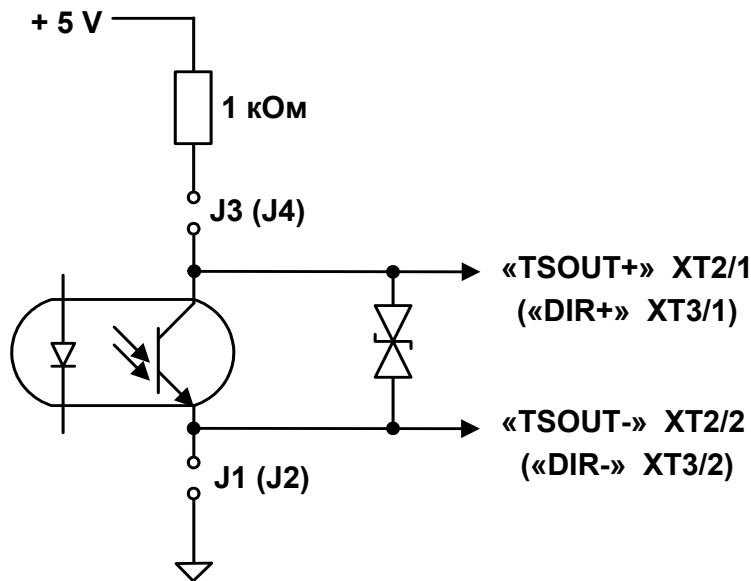 + 5 V
1 кОм
J3 (J4)
«TSOUT+» XT2/1
(«DIR+» XT3/1)
«TSOUT-» XT2/2
(«DIR-» XT3/2)
J1 (J2)